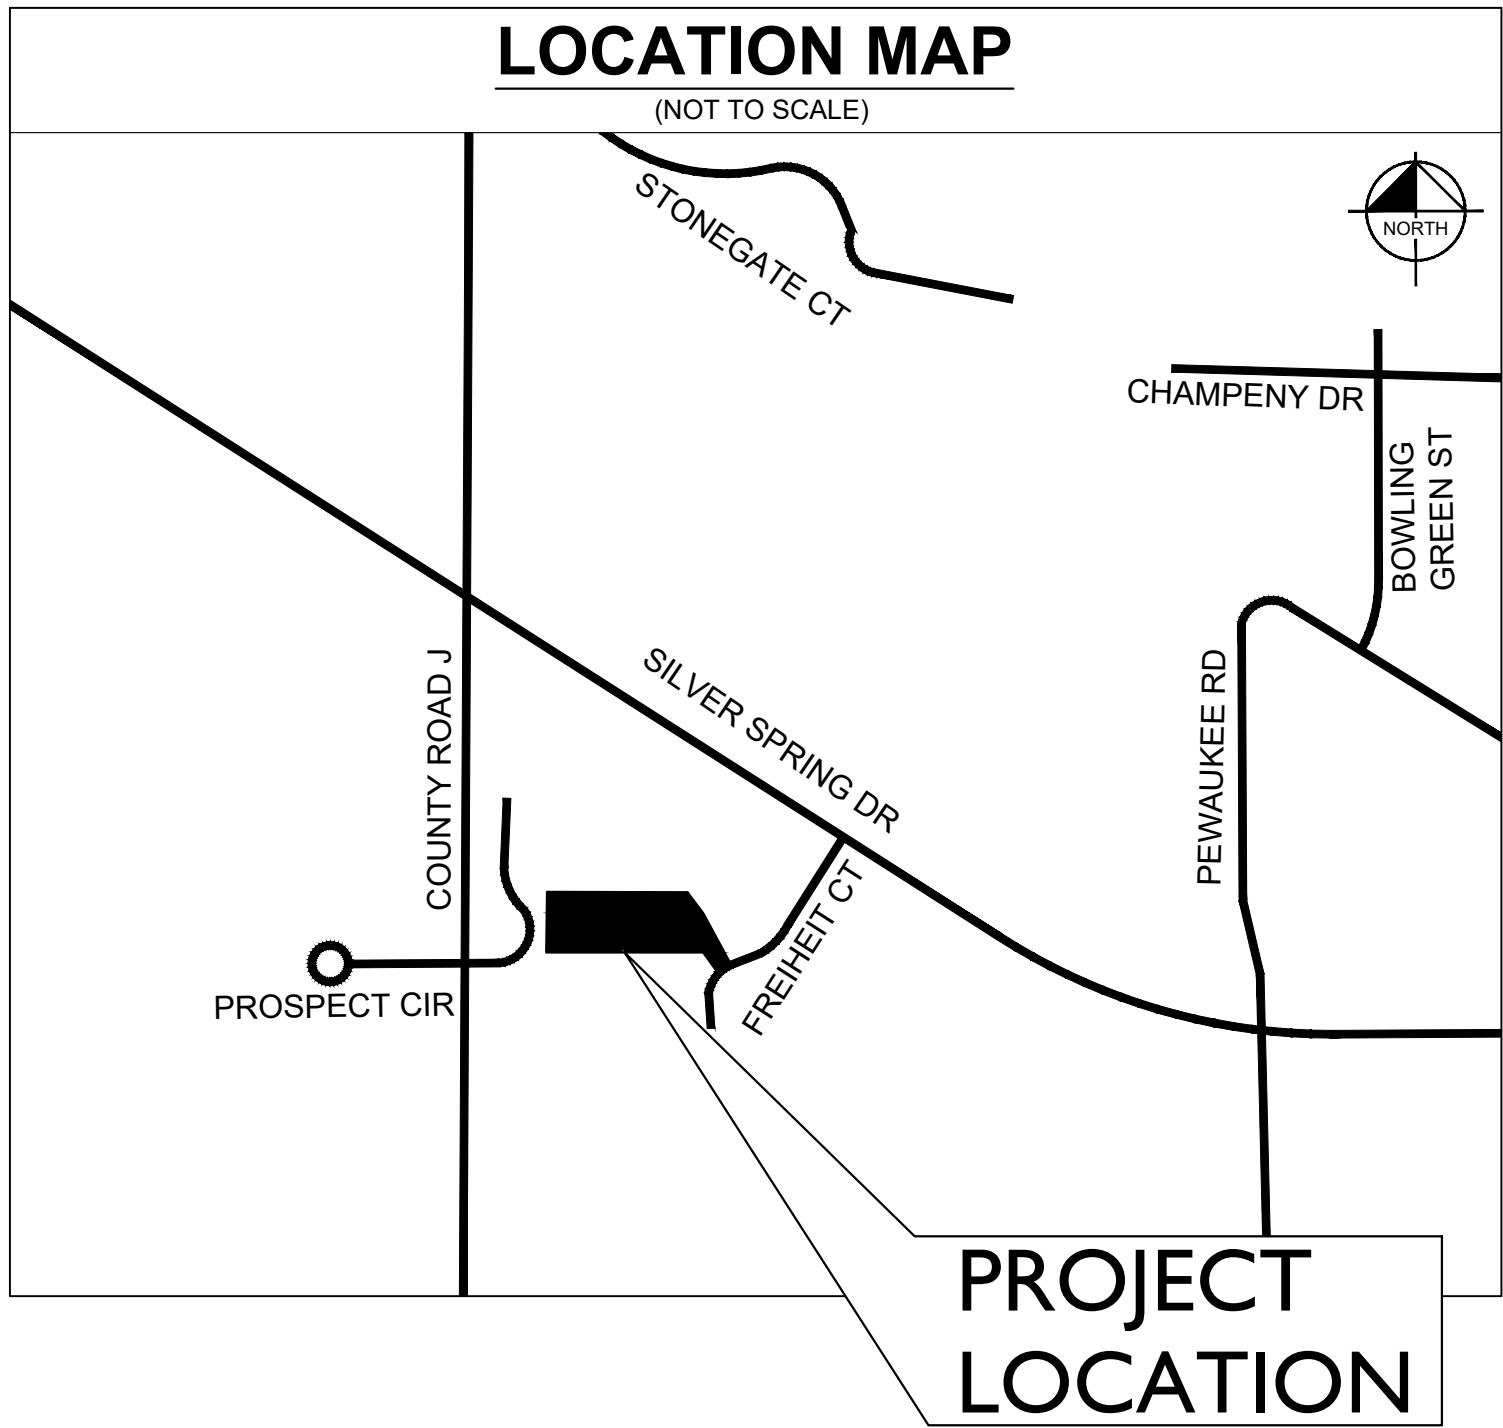 LOCATION MAP
(NOT TO SCALE)
STONEGATE CT
NORTH
CHAMPENY DR
BOWLING
GREEN ST
SILVER SPRING DR
COUNTY ROAD J
PEWAUKEE RD
FREIHEIT CT
PROSPECT CIR
PROJECT
LOCATION